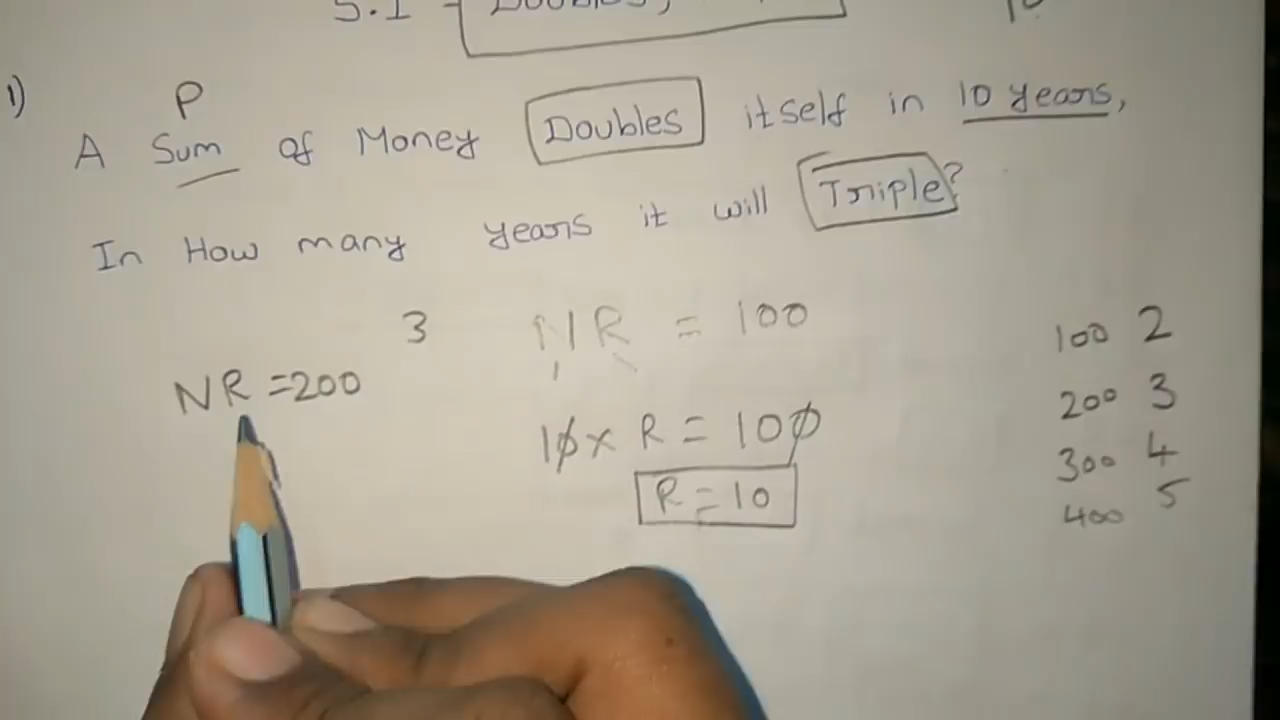 S.I - Doubles,
1)
P
A Sum of Money Doubles itself in 10 years,
In How many years it will Triple?
3
NR = 100
NR = 200
10 x R = 100
R = 10
100 2
200 3
300 4
400 5